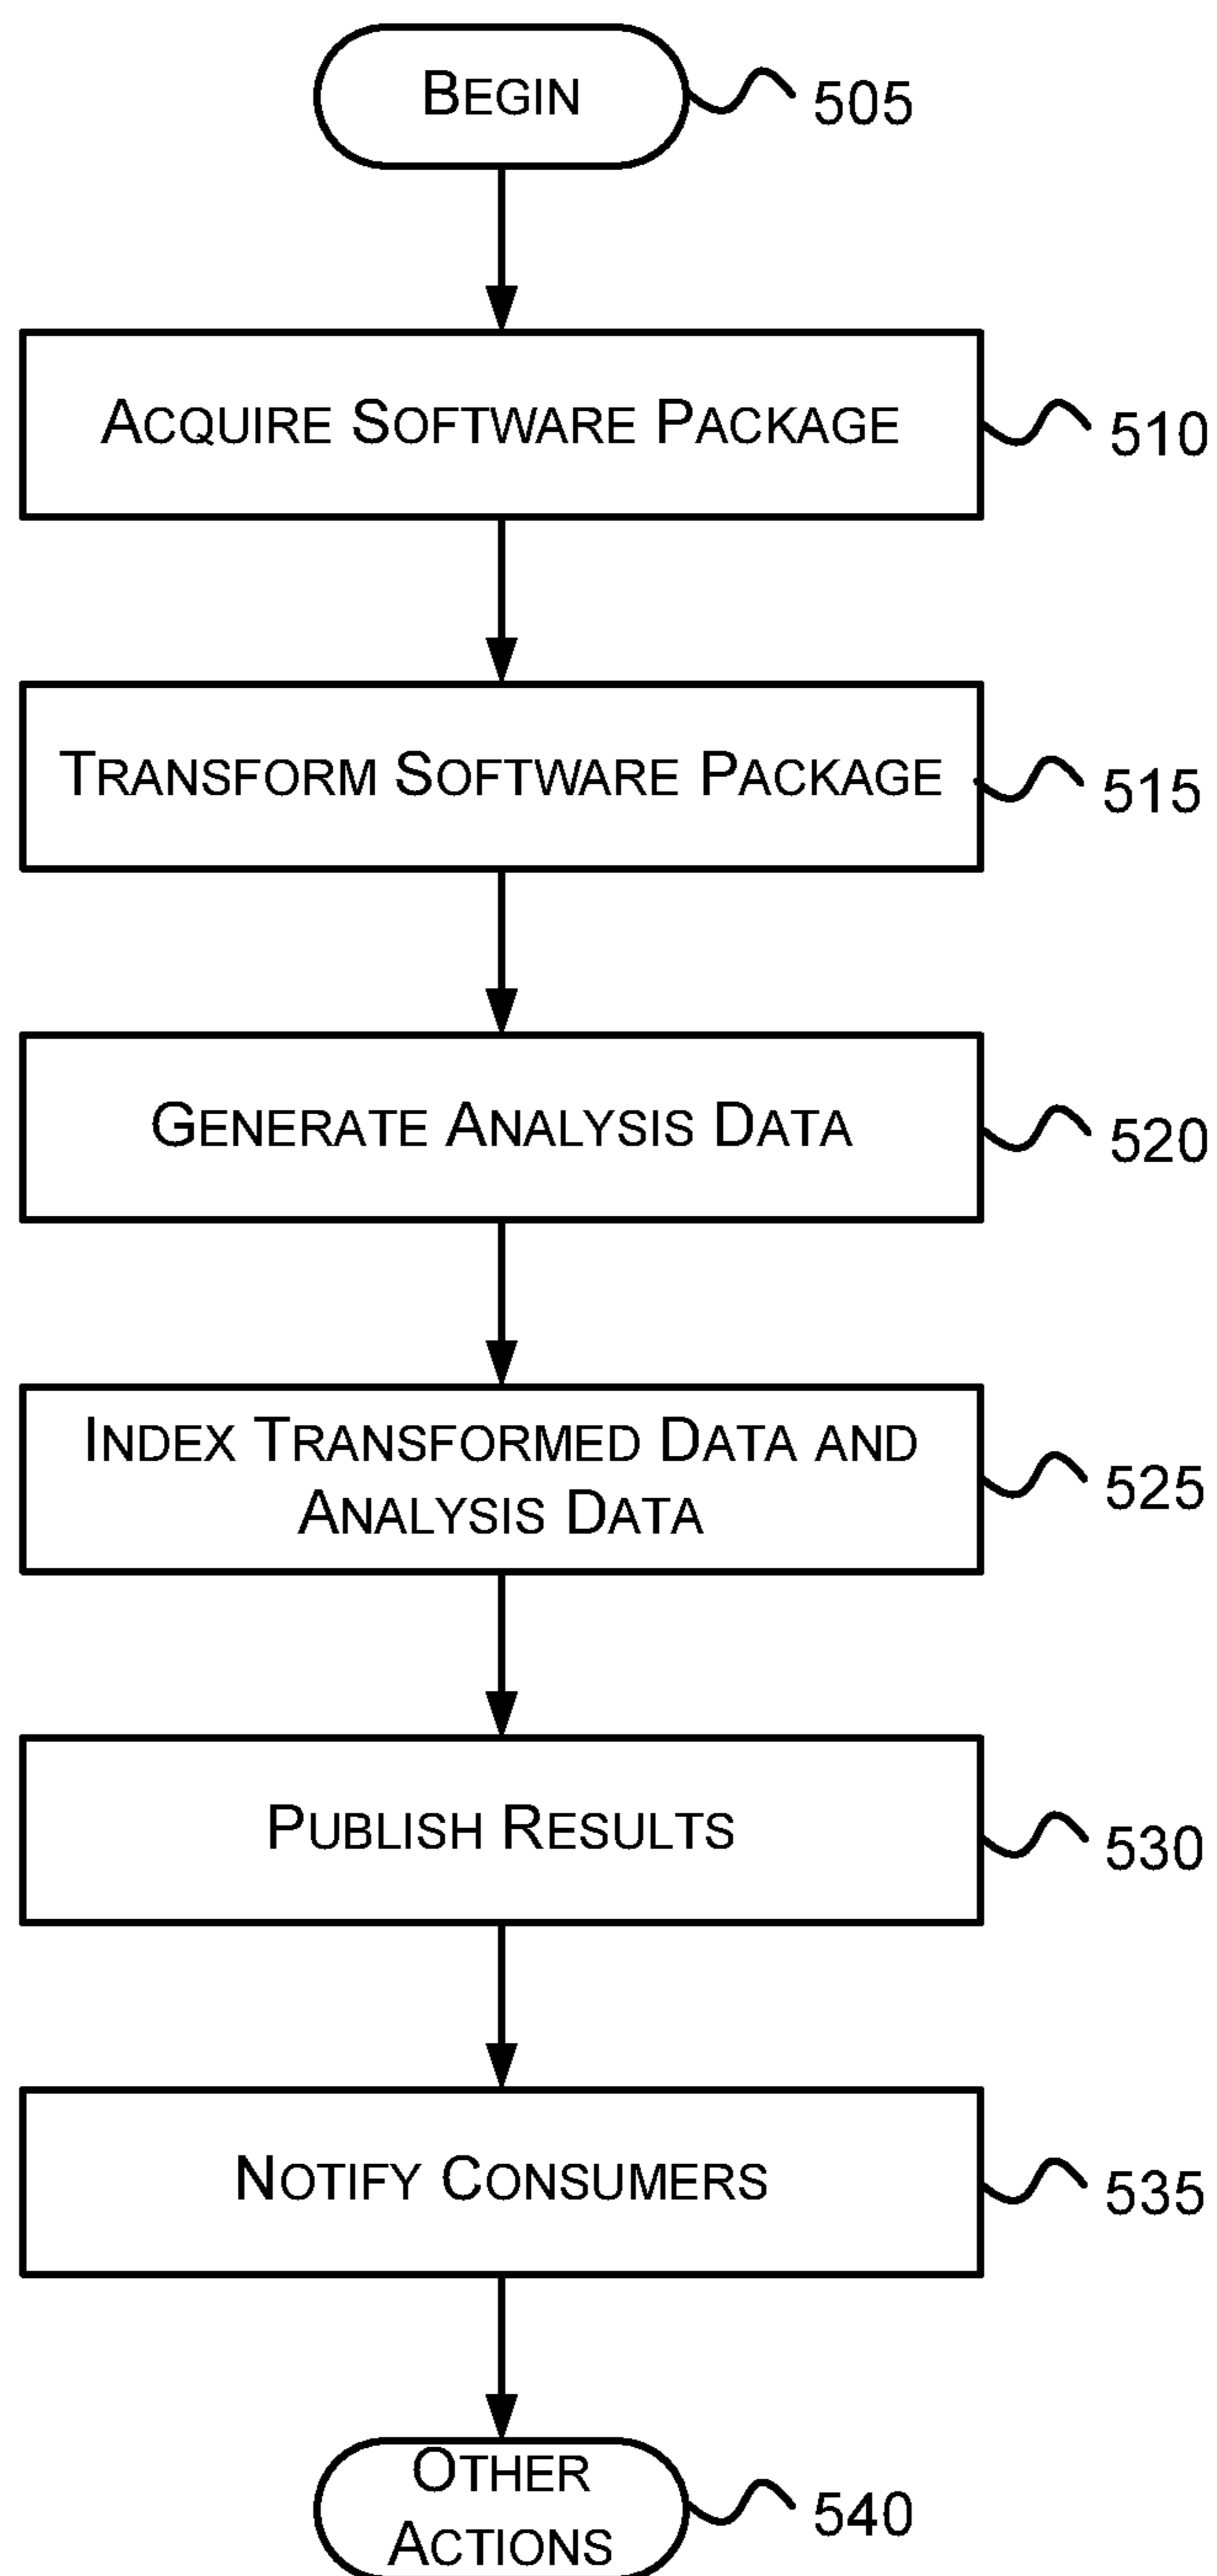 BEGIN
505
ACQUIRE SOFTWARE PACKAGE
510
TRANSFORM SOFTWARE PACKAGE
515
GENERATE ANALYSIS DATA
520
INDEX TRANSFORMED DATA AND
ANALYSIS DATA
525
PUBLISH RESULTS
530
NOTIFY CONSUMERS
535
OTHER
ACTIONS
540